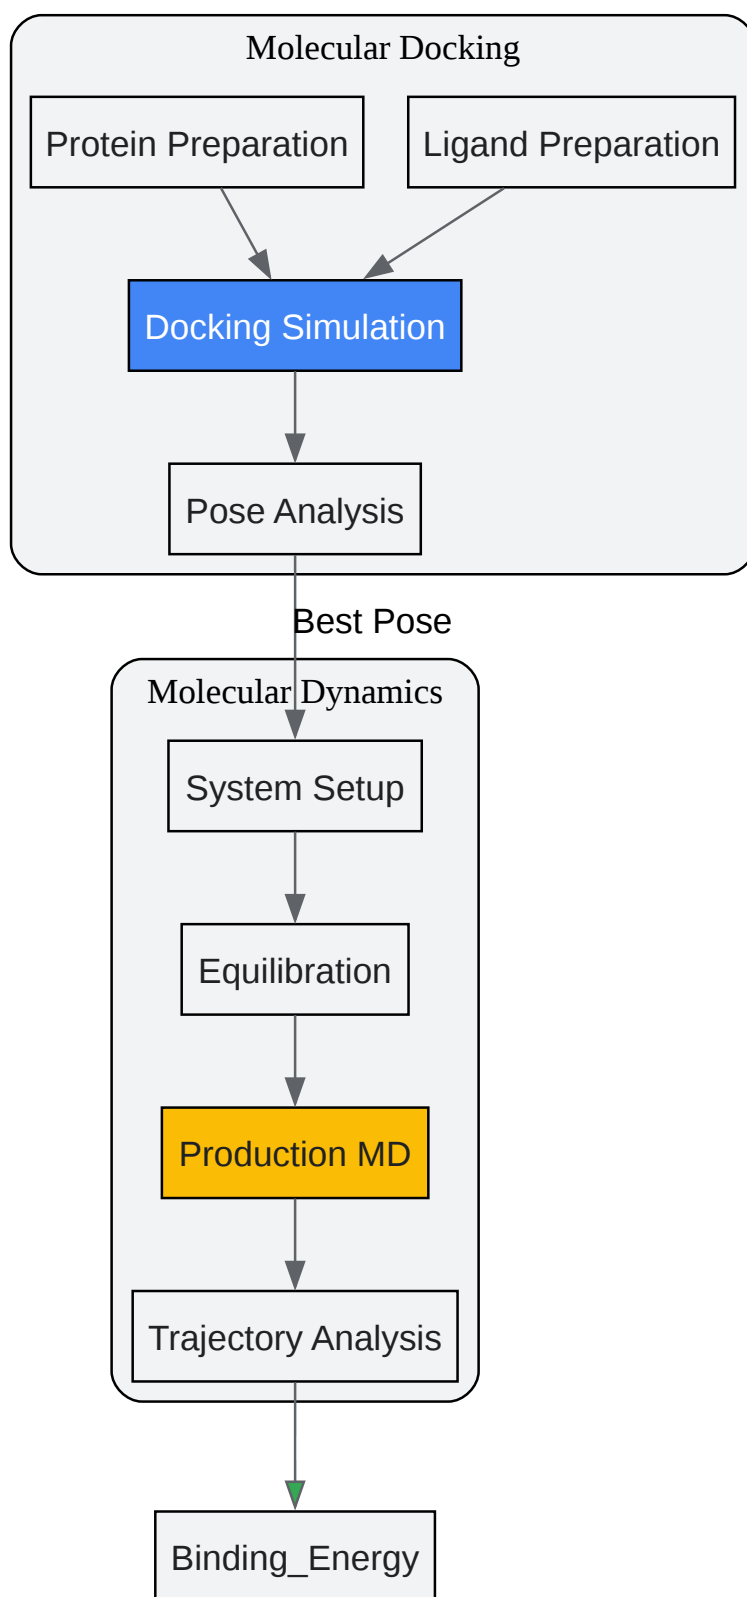 Molecular Docking
Protein Preparation
Ligand Preparation
Docking Simulation
Pose Analysis
Best Pose
Molecular Dynamics
System Setup
Equilibration
Production MD
Trajectory Analysis
Binding_Energy